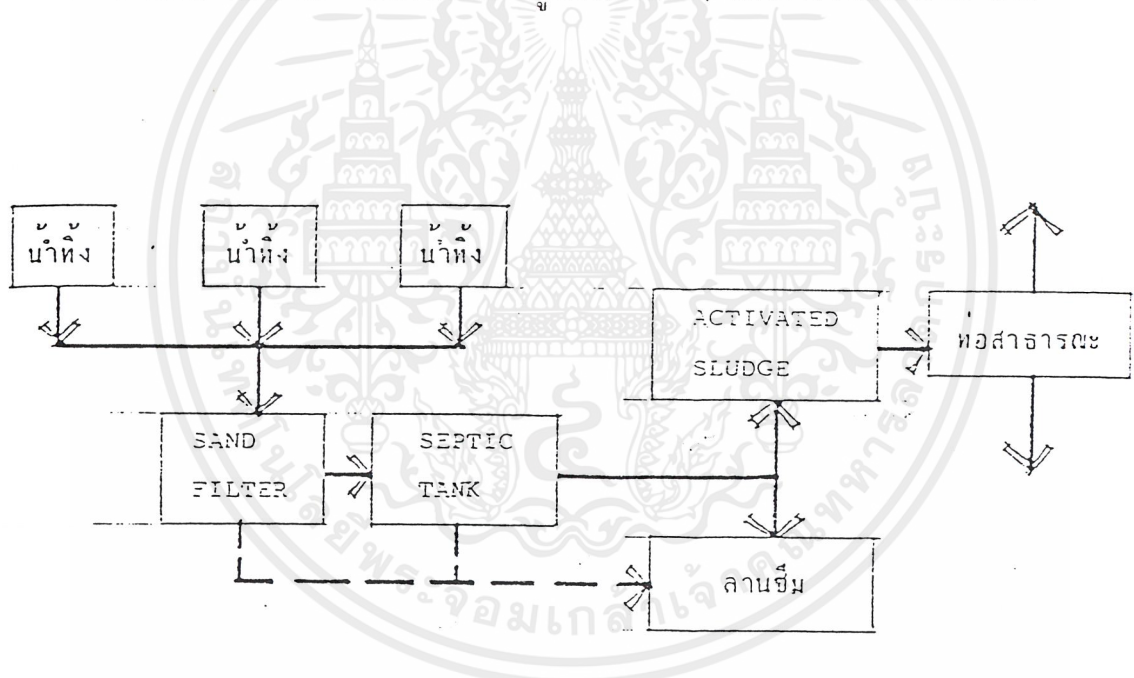 น้ำทิ้ง
น้ำทิ้ง
น้ำทิ้ง
ACTIVATED
SLUDGE
ท่อสาธารณะ
SAND
FILTER
SEPTIC
TANK
ลานซึม